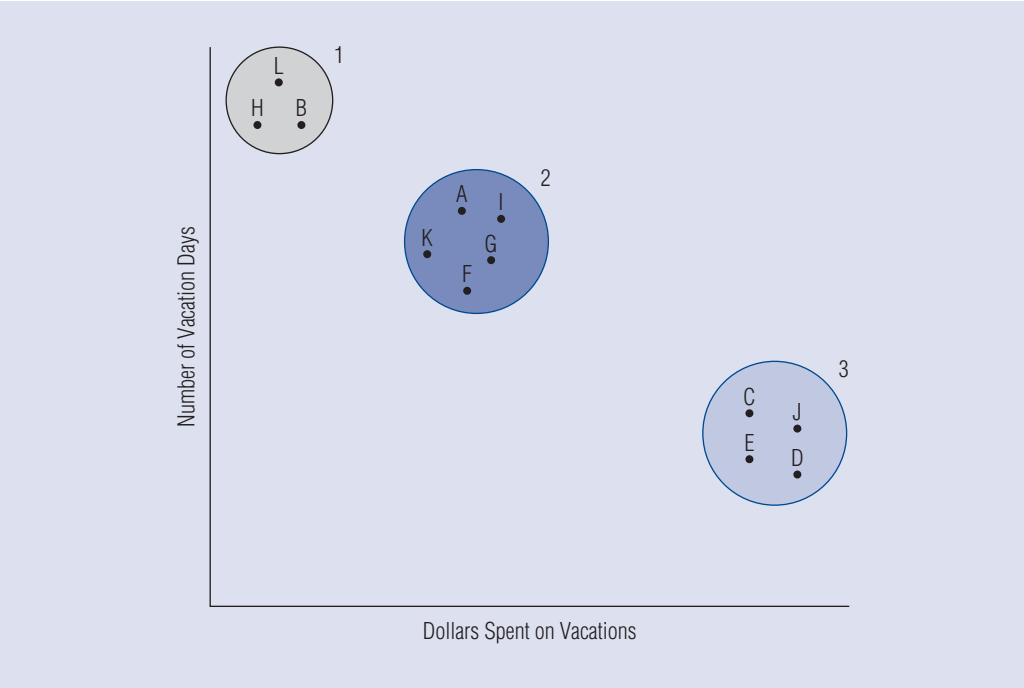 1
L
H B
2
A I
K G
F
3
C J
E D
Number of Vacation Days
Dollars Spent on Vacations